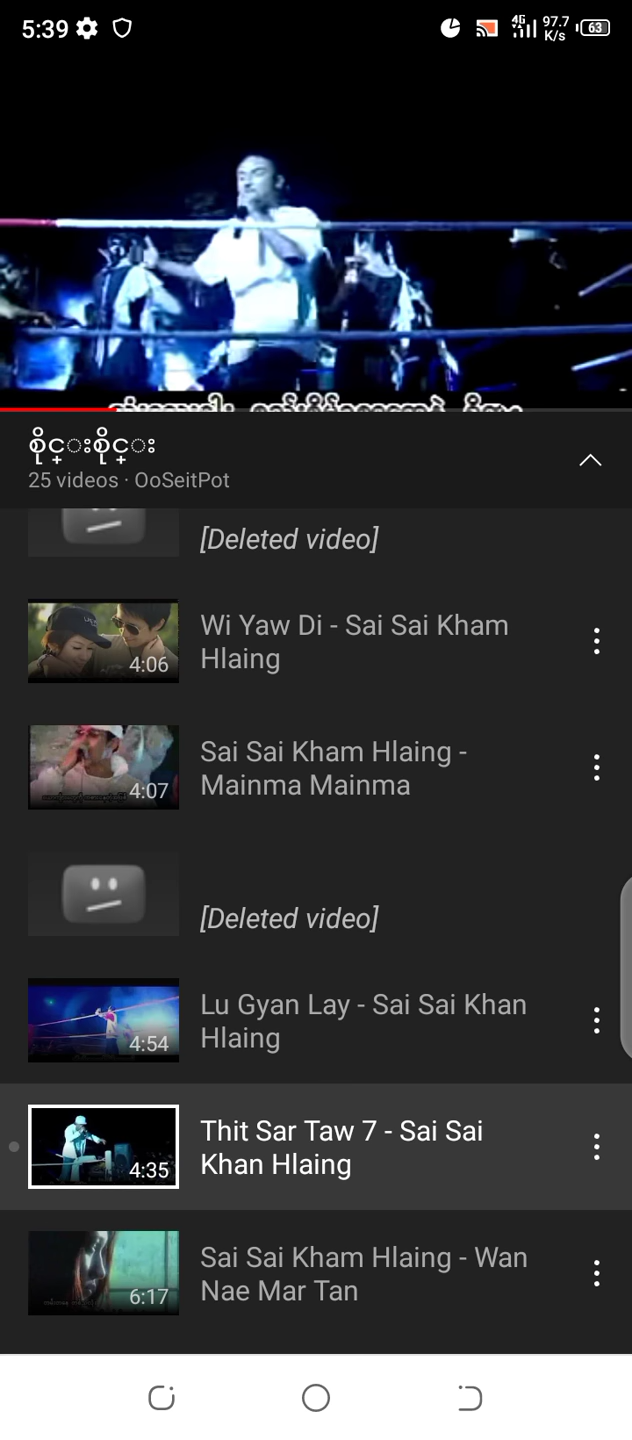 5:39
4G
97.7
K/s
63
စိုင္းစိုင္း
25 videos · OoSeitPot
[Deleted video]
Wi Yaw Di - Sai Sai Kham
Hlaing
4:06
Sai Sai Kham Hlaing -
Mainma Mainma
4:07
[Deleted video]
Lu Gyan Lay - Sai Sai Khan
Hlaing
4:54
Thit Sar Taw 7 - Sai Sai
Khan Hlaing
4:35
Sai Sai Kham Hlaing - Wan
Nae Mar Tan
6:17